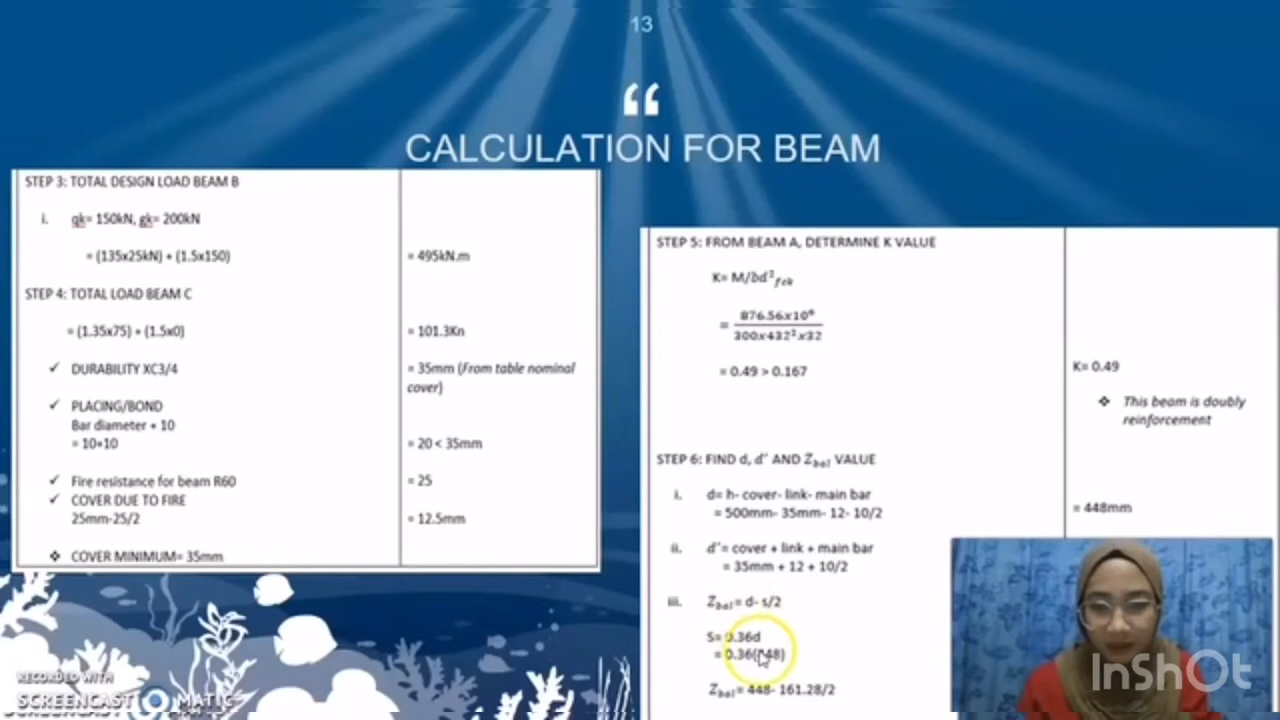 13
“
CALCULATION FOR BEAM
STEP 3: TOTAL DESIGN LOAD BEAM B
i. qk= 150kN, gk= 200kN
= (135x25kN) + (1.5x150) = 495kN.m
STEP 4: TOTAL LOAD BEAM C
= (1.35x75) + (1.5x0) = 101.3Kn
✓ DURABILITY XC3/4 = 35mm (From table nominal
cover)
✓ PLACING/BOND
Bar diameter + 10
= 10+10 = 20 < 35mm
✓ Fire resistance for beam R60 = 25
✓ COVER DUE TO FIRE
25mm-25/2 = 12.5mm
❖ COVER MINIMUM= 35mm
STEP 5: FROM BEAM A, DETERMINE K VALUE
K= M/bd²fck
= 876.56x10⁶
300x432²x32
= 0.49 > 0.167
K= 0.49
❖ This beam is doubly
reinforcement
STEP 6: FIND d, d' AND Zbal VALUE
i. d= h- cover- link- main bar
= 500mm- 35mm- 12- 10/2 = 448mm
ii. d'= cover + link + main bar
= 35mm + 12 + 10/2
iii. Zbal= d- s/2
S= 0.36d
= 0.36(448)
Zbal= 448- 161.28/2
RECORDED WITH
SCREENCAST MATIC
InShOt